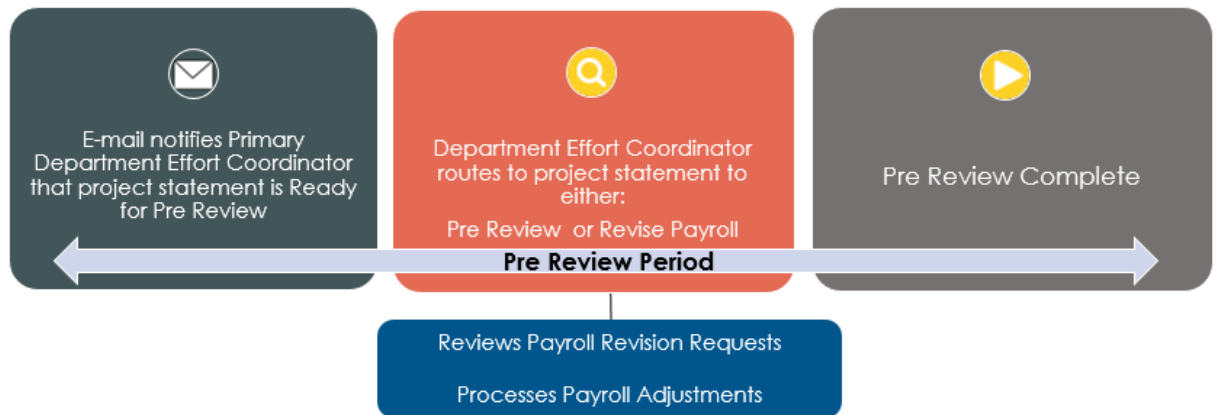 E-mail notifies Primary
Department Effort Coordinator
that project statement is Ready
for Pre Review
Department Effort Coordinator
routes to project statement to
either:
Pre Review or Revise Payroll
Pre Review Complete
Pre Review Period
Reviews Payroll Revision Requests
Processes Payroll Adjustments